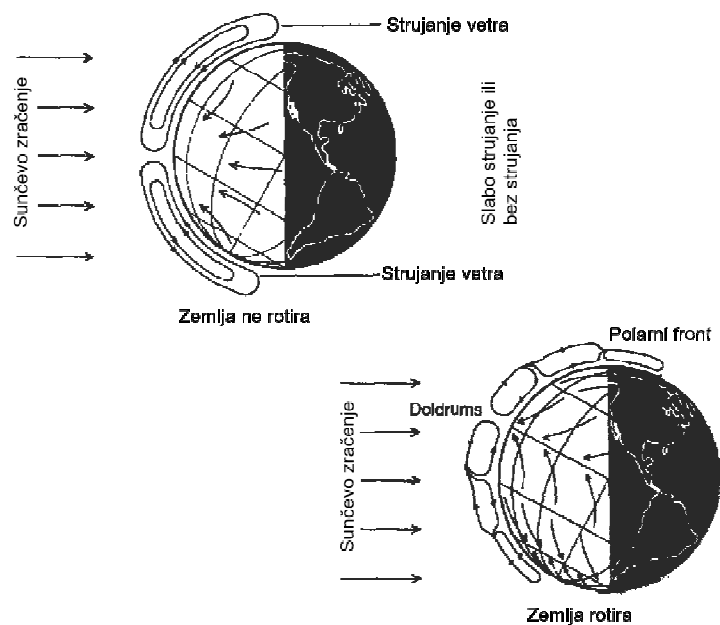 Strujanje vetra
Sunčevo zračenje
Slabo strujanje ili
bez strujanja
Strujanje vetra
Zemlja ne rotira
Polarni front
Doldrums
Sunčevo zračenje
Zemlja rotira